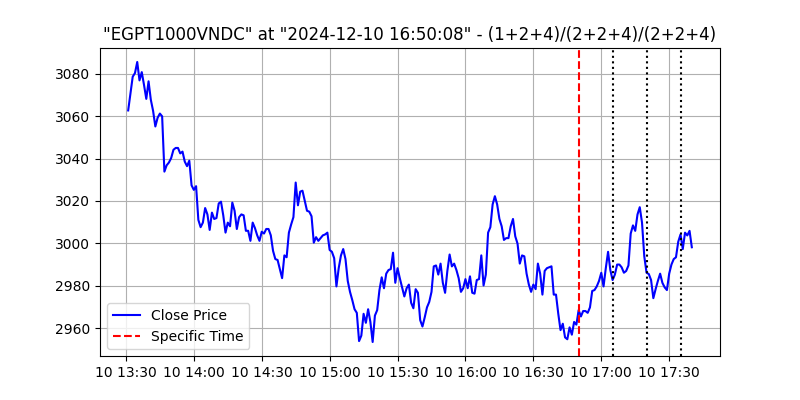 "EGPT1000VNDC" at "2024-12-10 16:50:08" - (1+2+4)/(2+2+4)/(2+2+4)
3080
3060
3040
3020
3000
2980
2960
Close Price
Specific Time
10 13:30 10 14:00 10 14:30 10 15:00 10 15:30 10 16:00 10 16:30 10 17:00 10 17:30